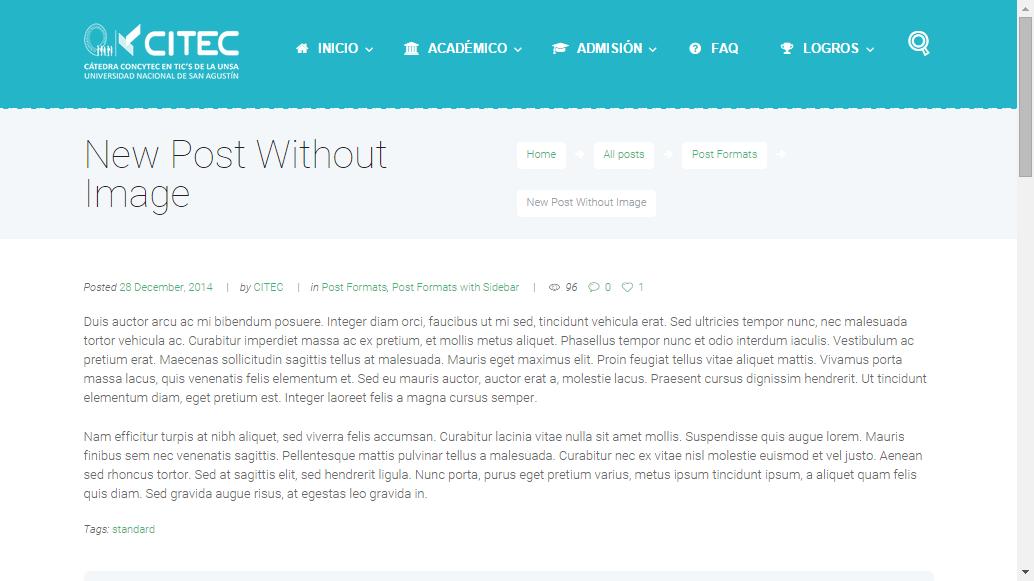 CITEC
CÁTEDRA CONCYTEC EN TIC'S DE LA UNSA
UNIVERSIDAD NACIONAL DE SAN AGUSTÍN
INICIO ACADÉMICO ADMISIÓN FAQ LOGROS
New Post Without
Image
Home All posts Post Formats
New Post Without Image
Posted 28 December, 2014 | by CITEC | in Post Formats, Post Formats with Sidebar | 96 0 1
Duis auctor arcu ac mi bibendum posuere. Integer diam orci, faucibus ut mi sed, tincidunt vehicula erat. Sed ultricies tempor nunc, nec malesuada
tortor vehicula ac. Curabitur imperdiet massa ac ex pretium, et mollis metus aliquet. Phasellus tempor nunc et odio interdum iaculis. Vestibulum ac
pretium erat. Maecenas sollicitudin sagittis tellus at malesuada. Mauris eget maximus elit. Proin feugiat tellus vitae aliquet mattis. Vivamus porta
massa lacus, quis venenatis felis elementum et. Sed eu mauris auctor, auctor erat a, molestie lacus. Praesent cursus dignissim hendrerit. Ut tincidunt
elementum diam, eget pretium est. Integer laoreet felis a magna cursus semper.
Nam efficitur turpis at nibh aliquet, sed viverra felis accumsan. Curabitur lacinia vitae nulla sit amet mollis. Suspendisse quis augue lorem. Mauris
finibus sem nec venenatis sagittis. Pellentesque mattis pulvinar tellus a malesuada. Curabitur nec ex vitae nisl molestie euismod et vel justo. Aenean
sed rhoncus tortor. Sed at sagittis elit, sed hendrerit ligula. Nunc porta, purus eget pretium varius, metus ipsum tincidunt ipsum, a aliquet quam felis
quis diam. Sed gravida augue risus, at egestas leo gravida in.
Tags: standard